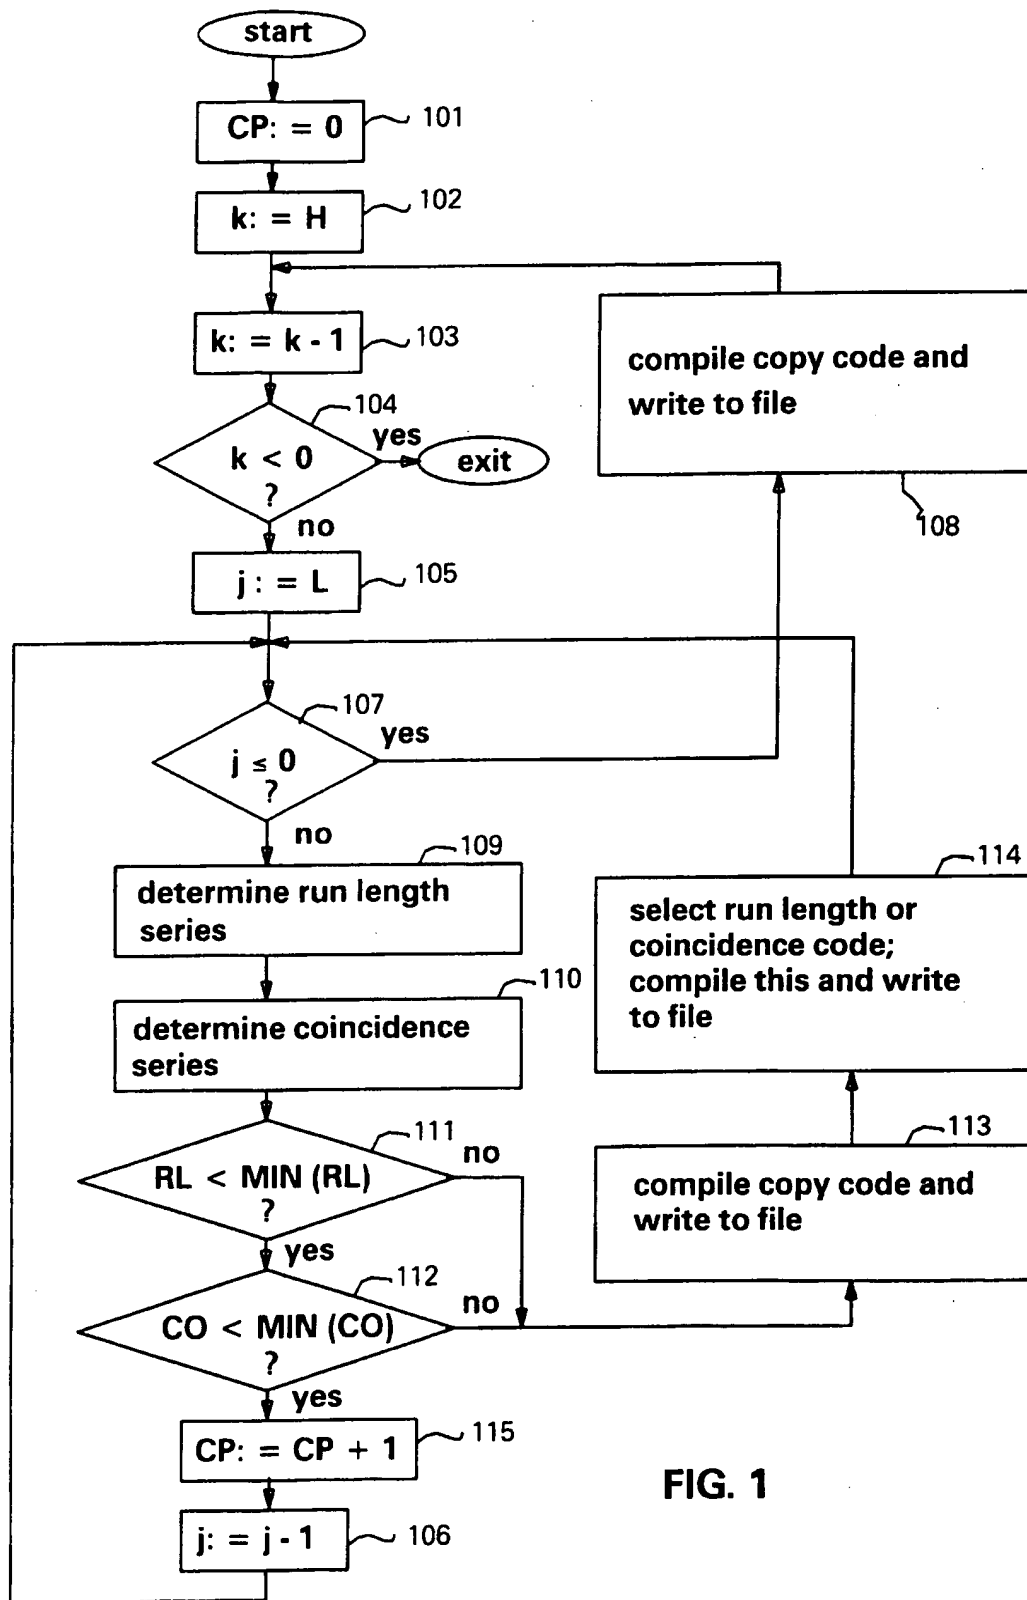 start
CP: = 0
101
k: = H
102
k: = k - 1
103
compile copy code and
write to file
108
104
k < 0
?
yes
exit
no
j : = L
105
107
j ≤ 0
?
yes
no
109
determine run length
series
114
select run length or
coincidence code;
compile this and write
to file
110
determine coincidence
series
111
RL < MIN (RL)
?
no
yes
113
compile copy code and
write to file
112
CO < MIN (CO)
?
no
yes
CP: = CP + 1
115
j: = j - 1
106
FIG. 1